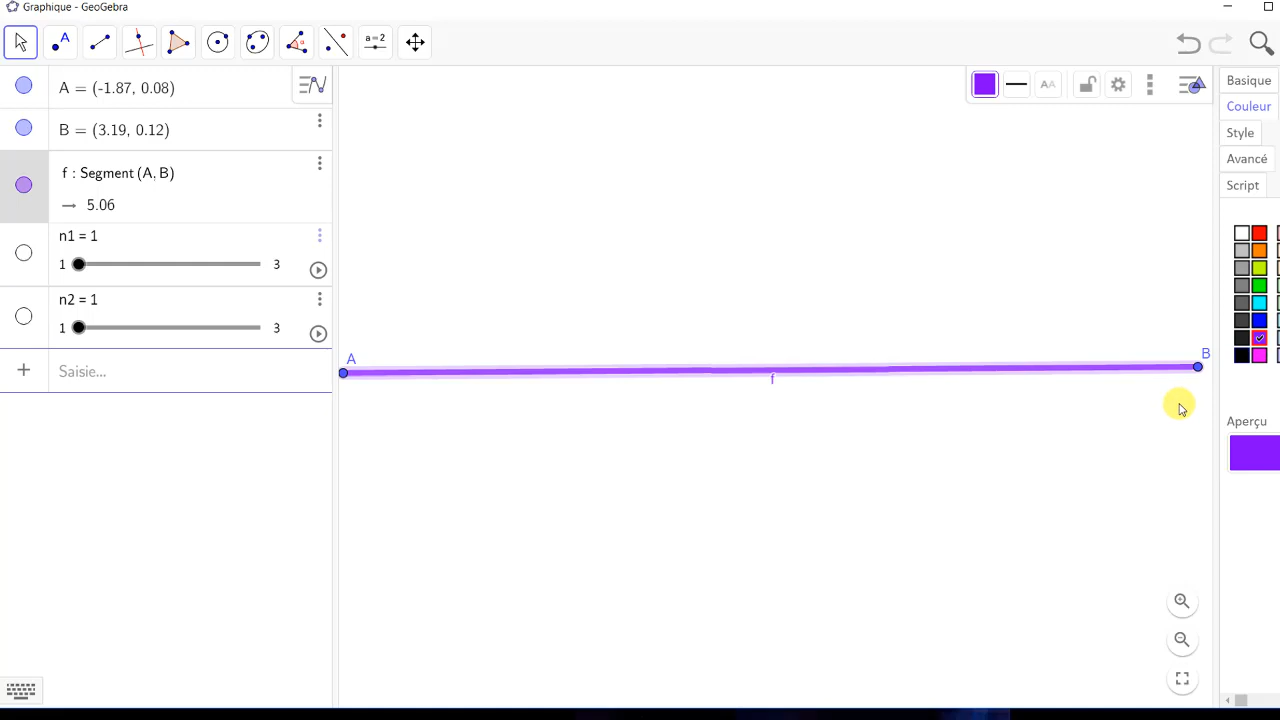 Graphique - GeoGebra
A
a = 2
α
A = (-1.87, 0.08)
B = (3.19, 0.12)
f : Segment (A, B)
→ 5.06
n1 = 1
1 3
n2 = 1
1 3
Saisie...
AA
Basique
Couleur
Style
Avancé
Script
Aperçu
A
B
f